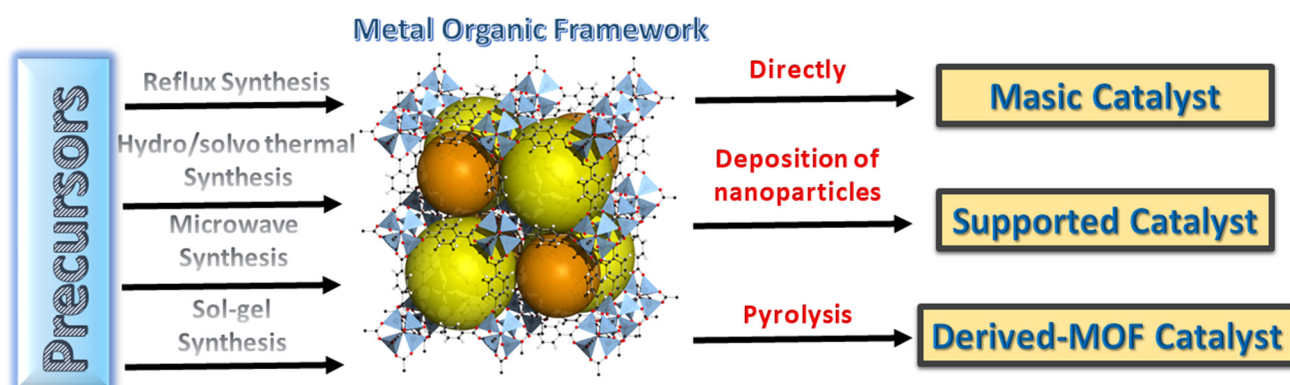 Metal Organic Framework
Precursors
Reflux Synthesis
Hydro/solvo thermal
Synthesis
Microwave
Synthesis
Sol-gel
Synthesis
Directly
Deposition of
nanoparticles
Pyrolysis
Masic Catalyst
Supported Catalyst
Derived-MOF Catalyst